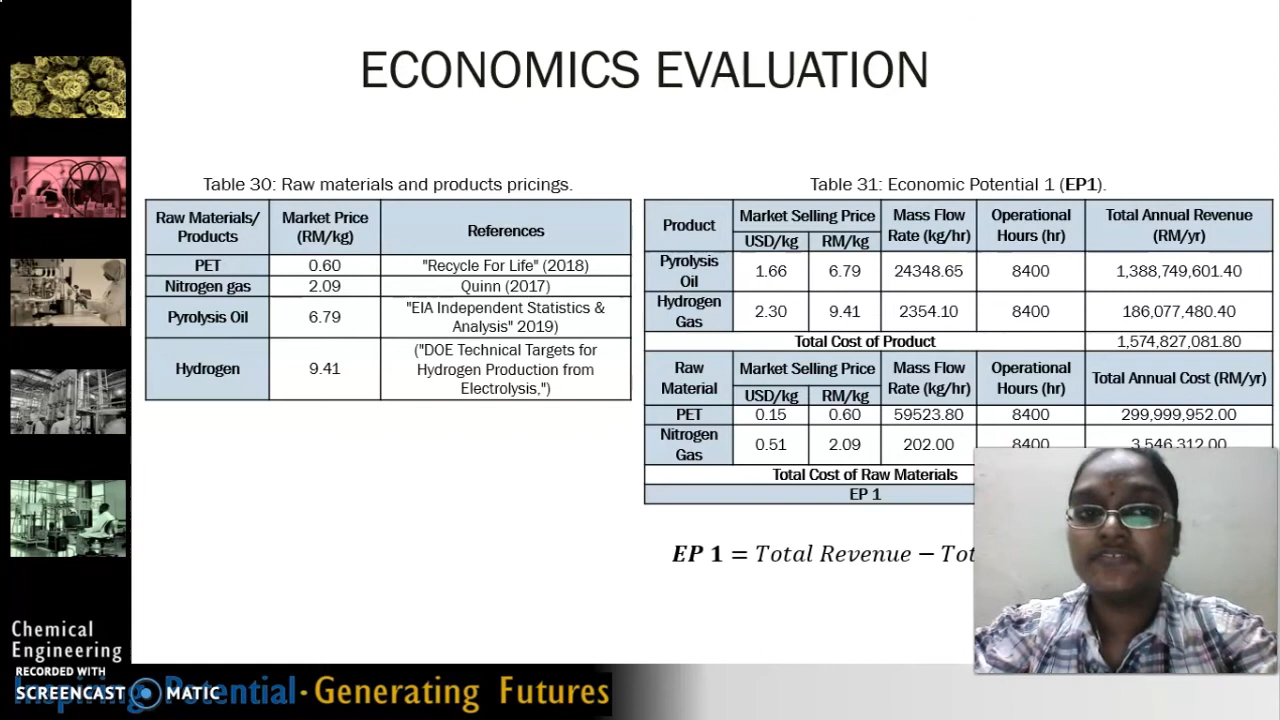 ECONOMICS EVALUATION
Table 30: Raw materials and products pricings.
Raw Materials/ Market Price References
Products (RM/kg)
PET 0.60 "Recycle For Life" (2018)
Nitrogen gas 2.09 Quinn (2017)
Pyrolysis Oil 6.79 "EIA Independent Statistics &
Analysis" 2019)
Hydrogen 9.41 ("DOE Technical Targets for
Hydrogen Production from
Electrolysis,")
Table 31: Economic Potential 1 (EP1).
Product Market Selling Price Mass Flow Operational Total Annual Revenue
USD/kg RM/kg Rate (kg/hr) Hours (hr) (RM/yr)
Pyrolysis
Oil 1.66 6.79 24348.65 8400 1,388,749,601.40
Hydrogen
Gas 2.30 9.41 2354.10 8400 186,077,480.40
Total Cost of Product 1,574,827,081.80
Raw Market Selling Price Mass Flow Operational Total Annual Cost (RM/yr)
Material USD/kg RM/kg Rate (kg/hr) Hours (hr)
PET 0.15 0.60 59523.80 8400 299,999,952.00
Nitrogen
Gas 0.51 2.09 202.00 8400 3,546,312.00
Total Cost of Raw Materials
EP 1
EP 1 = Total Revenue − Tot
Chemical
Engineering
RECORDED WITH
SCREENCAST MATIC
Inspiring Potential · Generating Futures